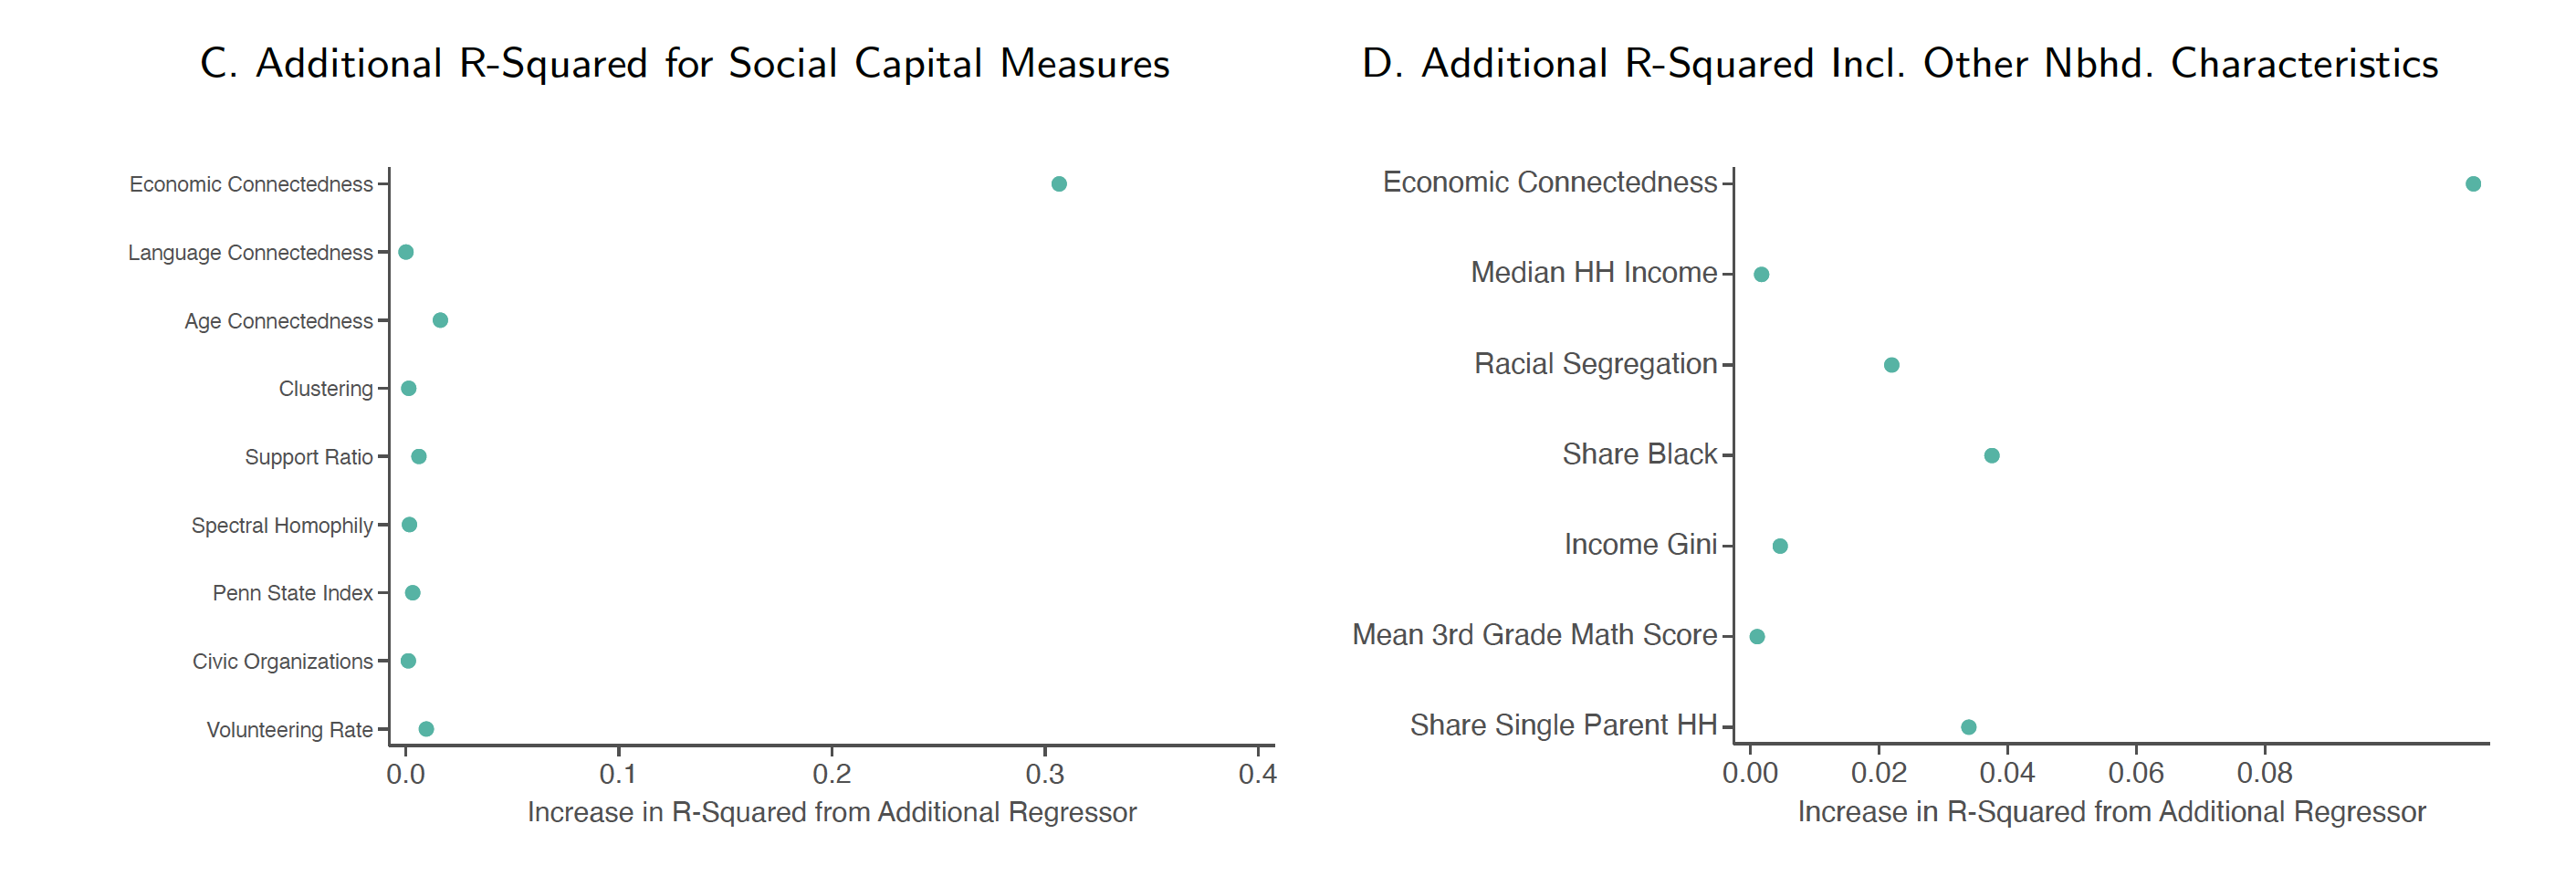 C. Additional R-Squared for Social Capital Measures
Economic Connectedness
Language Connectedness
Age Connectedness
Clustering
Support Ratio
Spectral Homophily
Penn State Index
Civic Organizations
Volunteering Rate
0.0 0.1 0.2 0.3 0.4
Increase in R-Squared from Additional Regressor
D. Additional R-Squared Incl. Other Nbhd. Characteristics
Economic Connectedness
Median HH Income
Racial Segregation
Share Black
Income Gini
Mean 3rd Grade Math Score
Share Single Parent HH
0.00 0.02 0.04 0.06 0.08
Increase in R-Squared from Additional Regressor